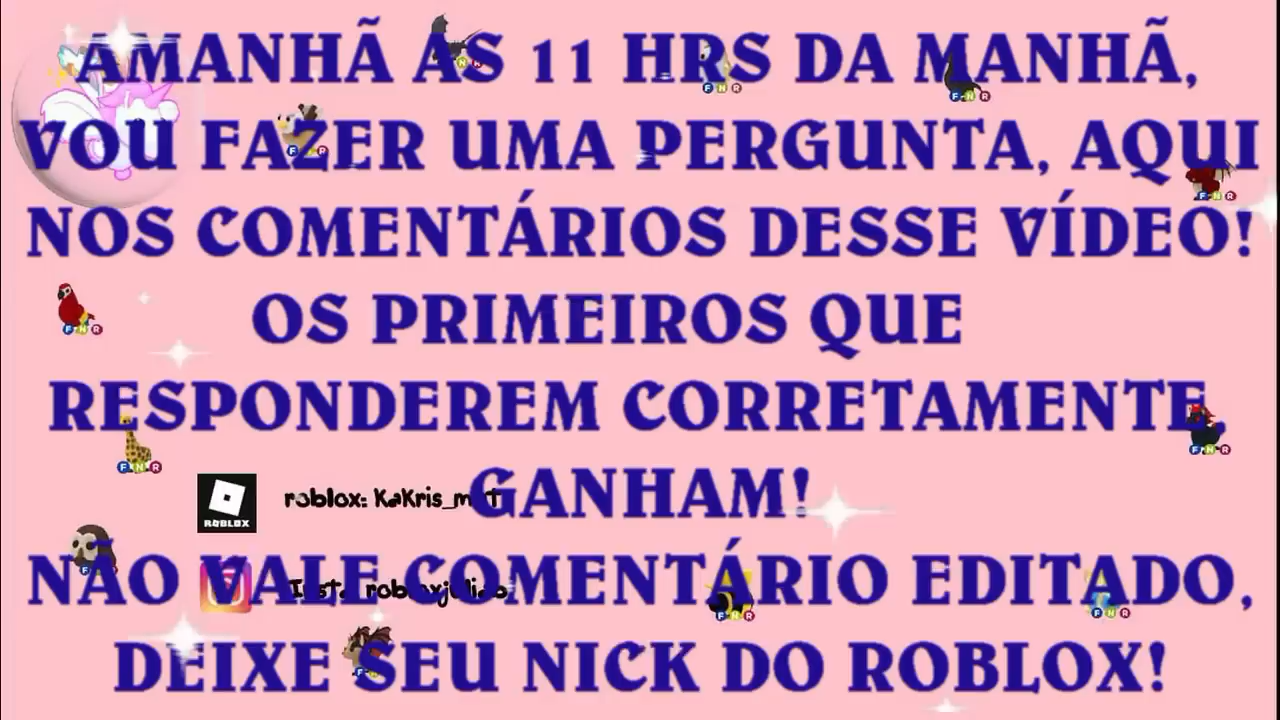 AMANHÃ ÀS 11 HRS DA MANHÃ,
VOU FAZER UMA PERGUNTA, AQUI
NOS COMENTÁRIOS DESSE VÍDEO!
OS PRIMEIROS QUE
RESPONDEREM CORRETAMENTE
GANHAM!
roblox:
ROBLOX
NÃO VALE COMENTÁRIO EDITADO,
DEIXE SEU NICK DO ROBLOX!